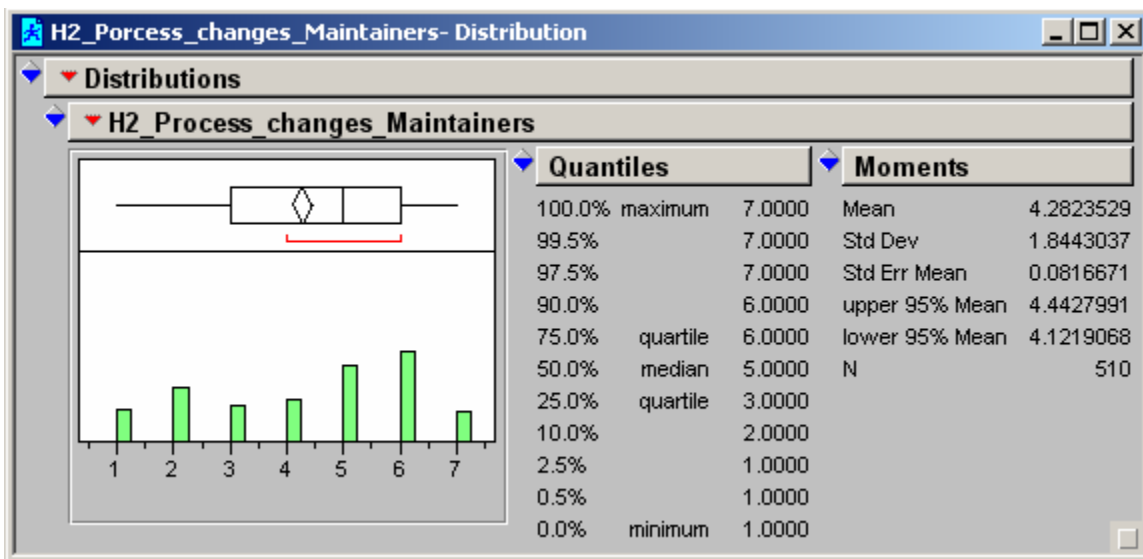 H2_Porcess_changes_Maintainers- Distribution
Distributions
H2_Process_changes_Maintainers
1 2 3 4 5 6 7
Quantiles
100.0% maximum 7.0000
99.5% 7.0000
97.5% 7.0000
90.0% 6.0000
75.0% quartile 6.0000
50.0% median 5.0000
25.0% quartile 3.0000
10.0% 2.0000
2.5% 1.0000
0.5% 1.0000
0.0% minimum 1.0000
Moments
Mean 4.2823529
Std Dev 1.8443037
Std Err Mean 0.0816671
upper 95% Mean 4.4427991
lower 95% Mean 4.1219068
N 510